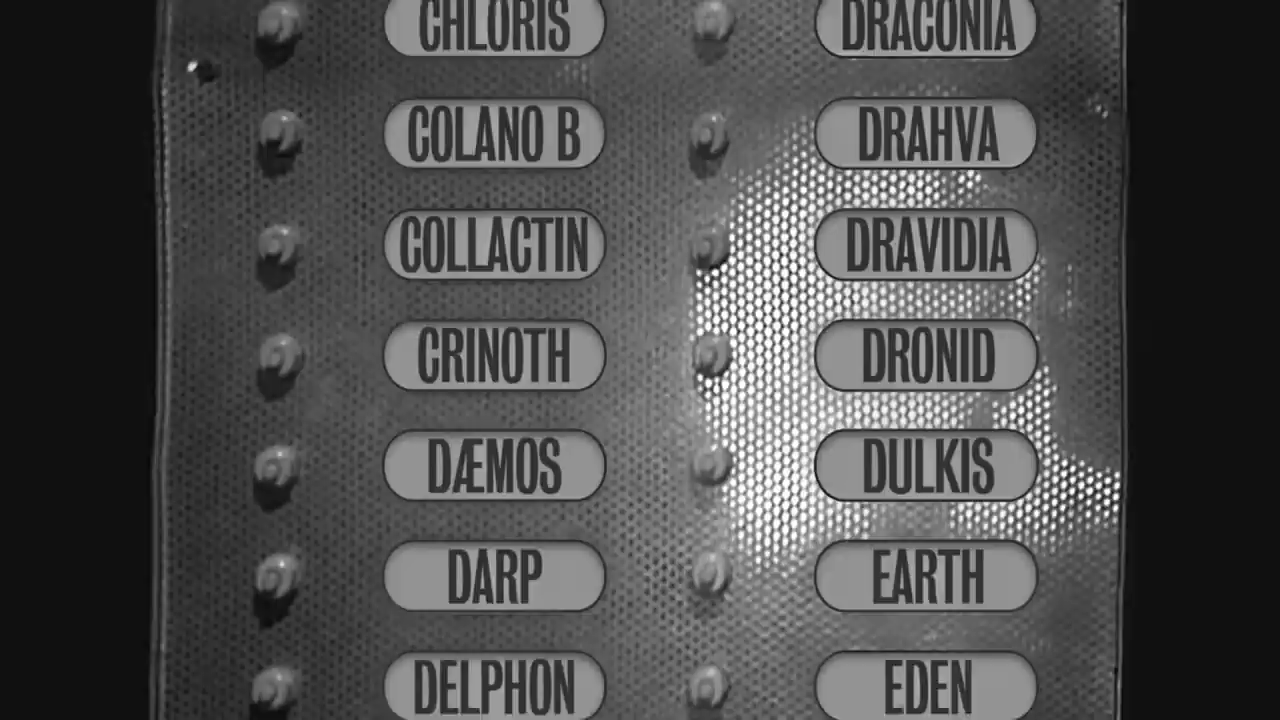 CHLORIS
COLANO B
COLLACTIN
CRINOTH
DÆMOS
DARP
DELPHON
DRACONIA
DRAHVA
DRAVIDIA
DRONID
DULKIS
EARTH
EDEN